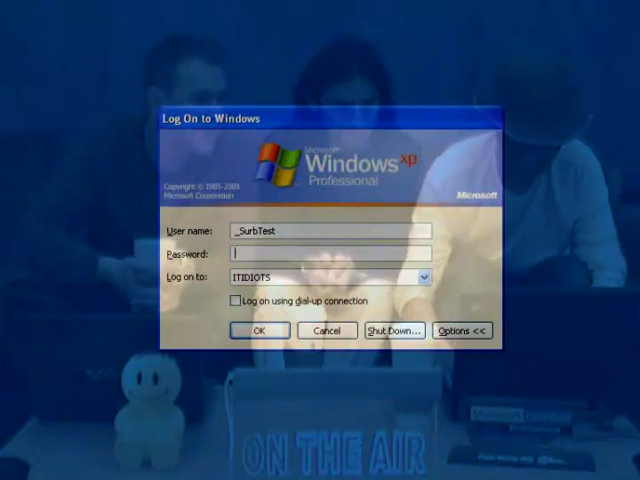 Log On to Windows
Microsoft
Windows xp
Professional
Copyright © 1985-2001
Microsoft Corporation
Microsoft
User name: _SurbTest
Password:
Log on to: ITIDIOTS
Log on using dial-up connection
OK Cancel Shut Down... Options <<
ON THE AIR